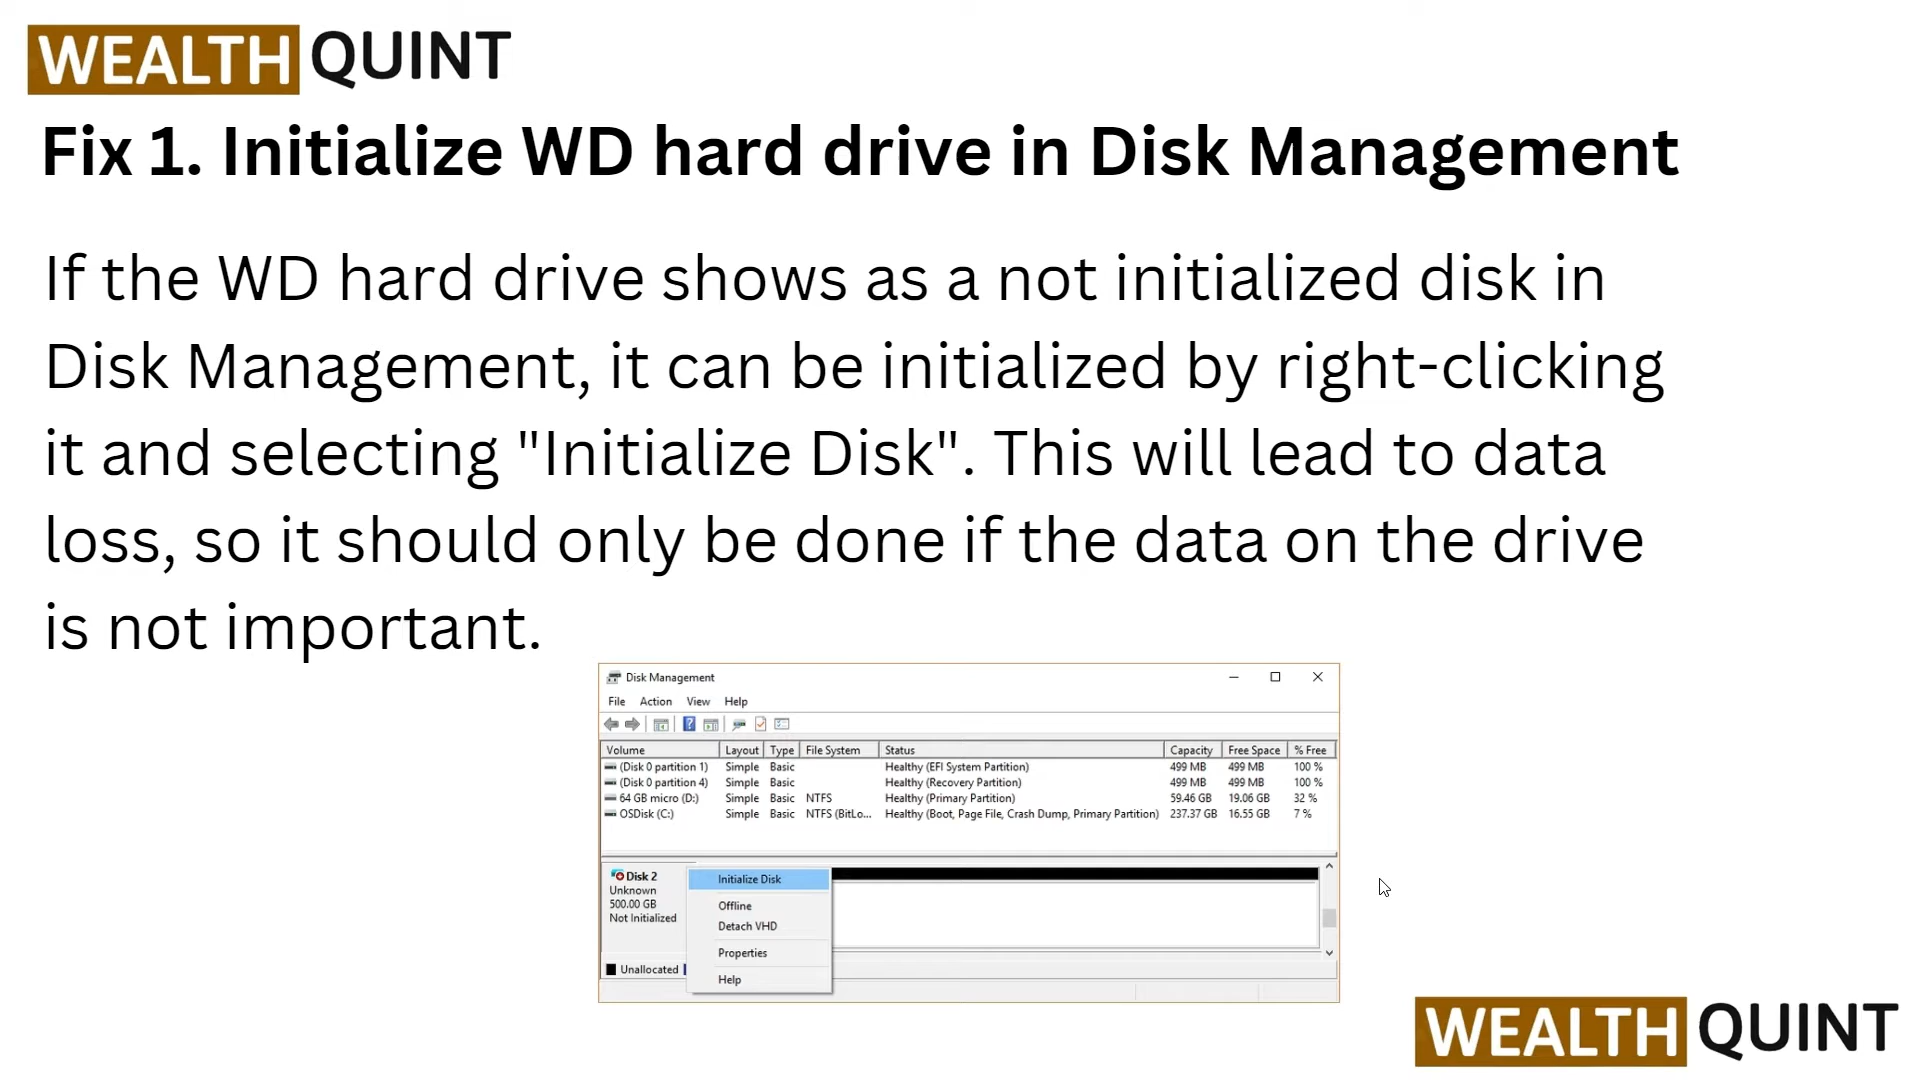 WEALTH QUINT
Fix 1. Initialize WD hard drive in Disk Management
If the WD hard drive shows as a not initialized disk in
Disk Management, it can be initialized by right-clicking
it and selecting "Initialize Disk". This will lead to data
loss, so it should only be done if the data on the drive
is not important.
Disk Management
File Action View Help
Volume Layout Type File System Status Capacity Free Space % Free
(Disk 0 partition 1) Simple Basic Healthy (EFI System Partition) 499 MB 499 MB 100 %
(Disk 0 partition 4) Simple Basic Healthy (Recovery Partition) 499 MB 499 MB 100 %
64 GB micro (D:) Simple Basic NTFS Healthy (Primary Partition) 59.46 GB 19.06 GB 32 %
OSDisk (C:) Simple Basic NTFS (BitLo... Healthy (Boot, Page File, Crash Dump, Primary Partition) 237.37 GB 16.55 GB 7 %
Disk 2
Unknown
500.00 GB
Not Initialized
Initialize Disk
Offline
Detach VHD
Properties
Help
Unallocated
WEALTH QUINT